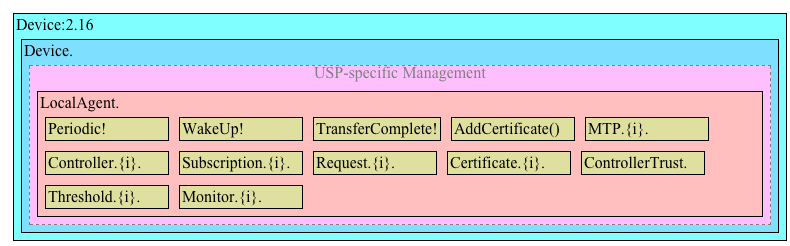 Device:2.16
Device.
USP-specific Management
LocalAgent.
Periodic! WakeUp! TransferComplete! AddCertificate() MTP.{i}.
Controller.{i}. Subscription.{i}. Request.{i}. Certificate.{i}. ControllerTrust.
Threshold.{i}. Monitor.{i}.